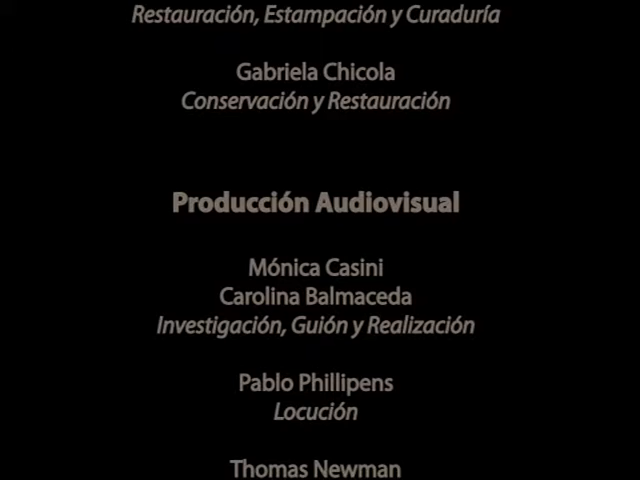 Restauración, Estampación y Curaduría
Gabriela Chicola
Conservación y Restauración
Producción Audiovisual
Mónica Casini
Carolina Balmaceda
Investigación, Guión y Realización
Pablo Phillipens
Locución
Thomas Newman